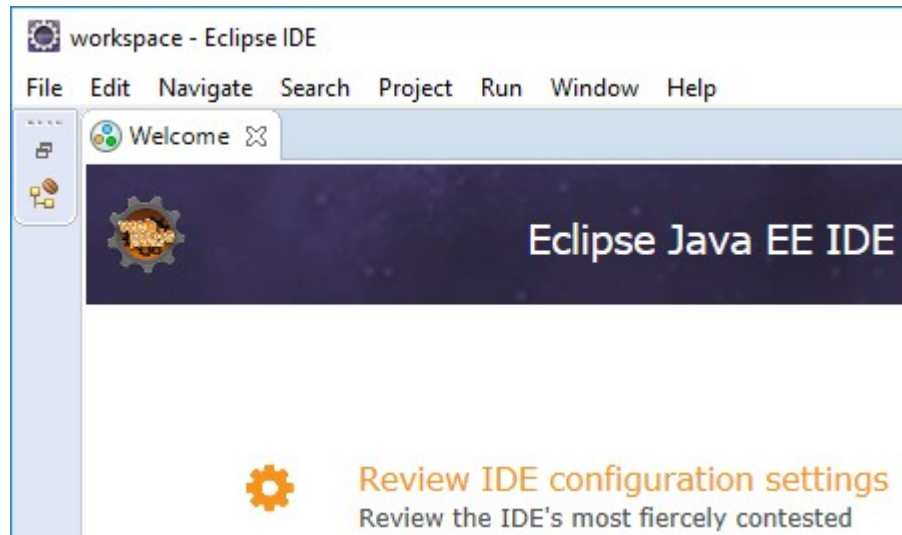 workspace - Eclipse IDE
File Edit Navigate Search Project Run Window Help
Welcome
Eclipse Java EE IDE
Review IDE configuration settings
Review the IDE's most fiercely contested